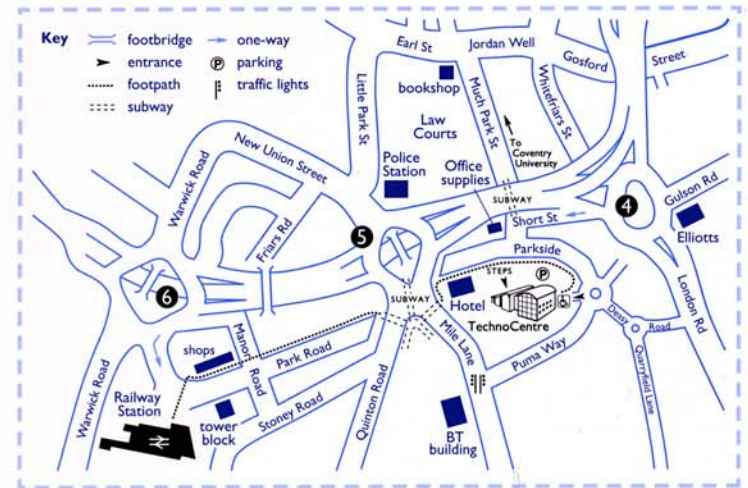 Key
footbridge
one-way
entrance
P parking
footpath
traffic lights
subway
Earl St
Jordan Well
Gosford
Street
bookshop
Little Park St
Much Park St
Whitefriars St
Law
Courts
To
Coventry
University
New Union Street
Police
Station
Office
supplies
Warwick Road
Friars Rd
SUBWAY
Short St
4
Gulson Rd
Elliotts
5
Parkside
STEPS
P
6
SUBWAY
Hotel
TechnoCentre
London Rd
Deasy
Road
Mile Lane
Puma Way
Quarryfield Lane
shops
Manor
Road
Park Road
Warwick Road
Railway
Station
tower
block
Stoney Road
Quinton Road
BT
building